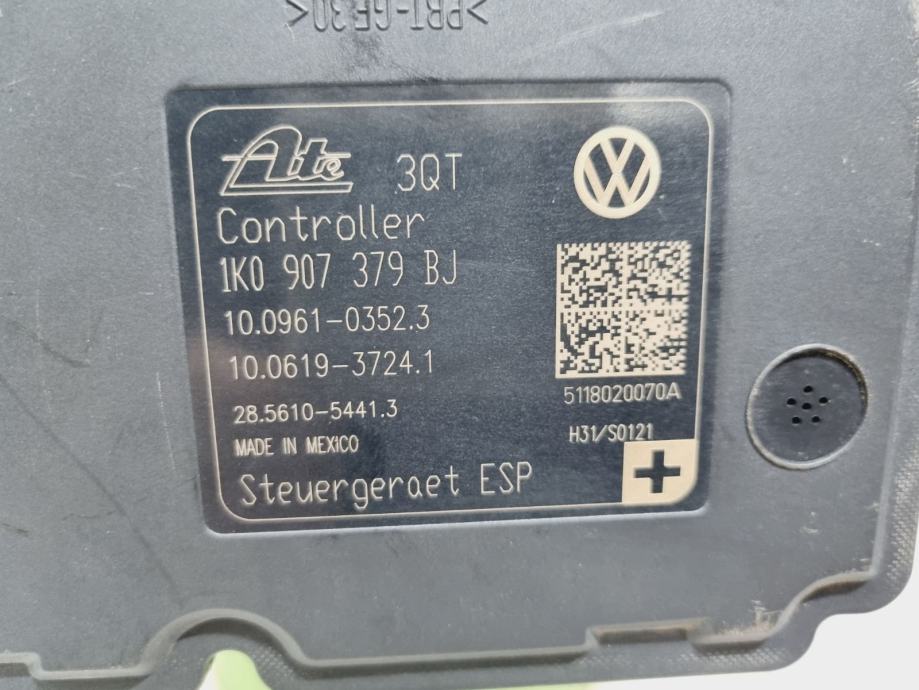 >PBT-GF30<
Ate 3QT
Controller
1K0 907 379 BJ
10.0961-0352.3
10.0619-3724.1
28.5610-5441.3
MADE IN MEXICO
Steuergeraet ESP
VW
5118020070A
H31/S0121